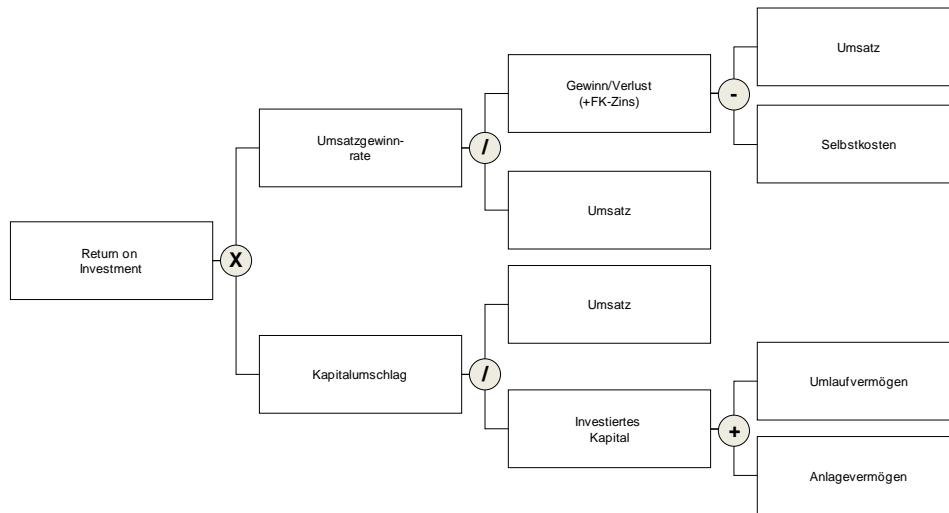 Umsatz
Gewinn/Verlust
(+FK-Zins)
-
Umsatzgewinn-
rate
/
Selbstkosten
Umsatz
Return on
Investment
X
Umsatz
Kapitalumschlag
/
Umlaufvermögen
Investiertes
Kapital
+
Anlagevermögen